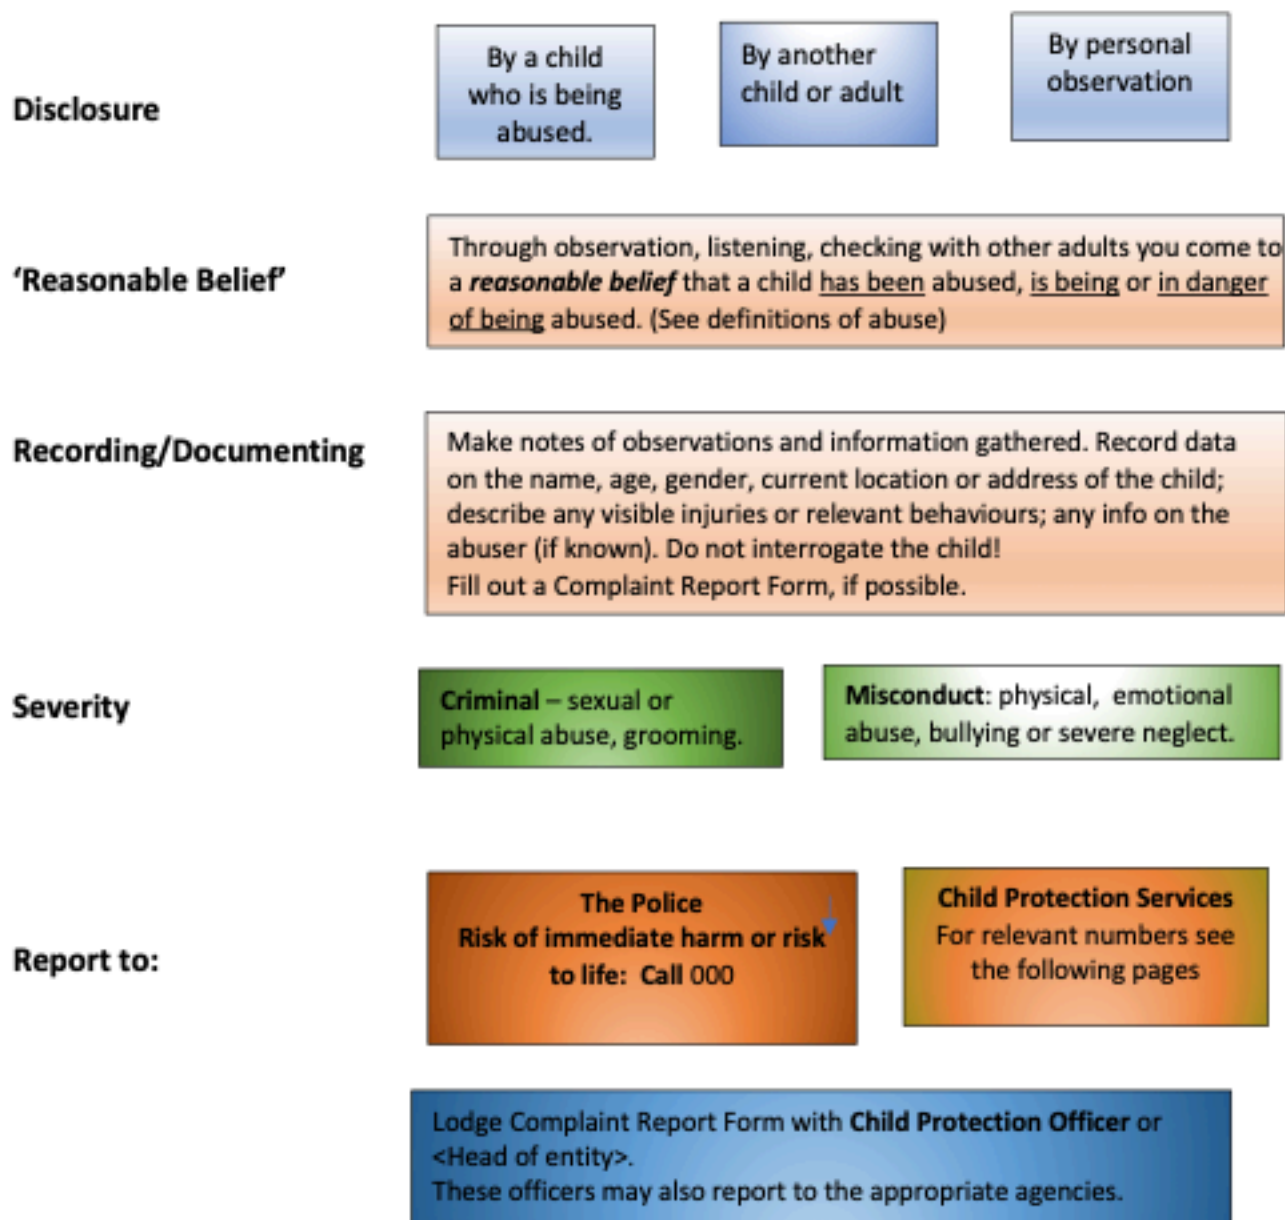 Disclosure
By a child
who is being
abused.
By another
child or adult
By personal
observation
‘Reasonable Belief’
Through observation, listening, checking with other adults you come to
a reasonable belief that a child has been abused, is being or in danger
of being abused. (See definitions of abuse)
Recording/Documenting
Make notes of observations and information gathered. Record data
on the name, age, gender, current location or address of the child;
describe any visible injuries or relevant behaviours; any info on the
abuser (if known). Do not interrogate the child!
Fill out a Complaint Report Form, if possible.
Severity
Criminal – sexual or
physical abuse, grooming.
Misconduct: physical, emotional
abuse, bullying or severe neglect.
Report to:
The Police
Risk of immediate harm or risk
to life: Call 000
Child Protection Services
For relevant numbers see
the following pages
Lodge Complaint Report Form with Child Protection Officer or
<Head of entity>.
These officers may also report to the appropriate agencies.